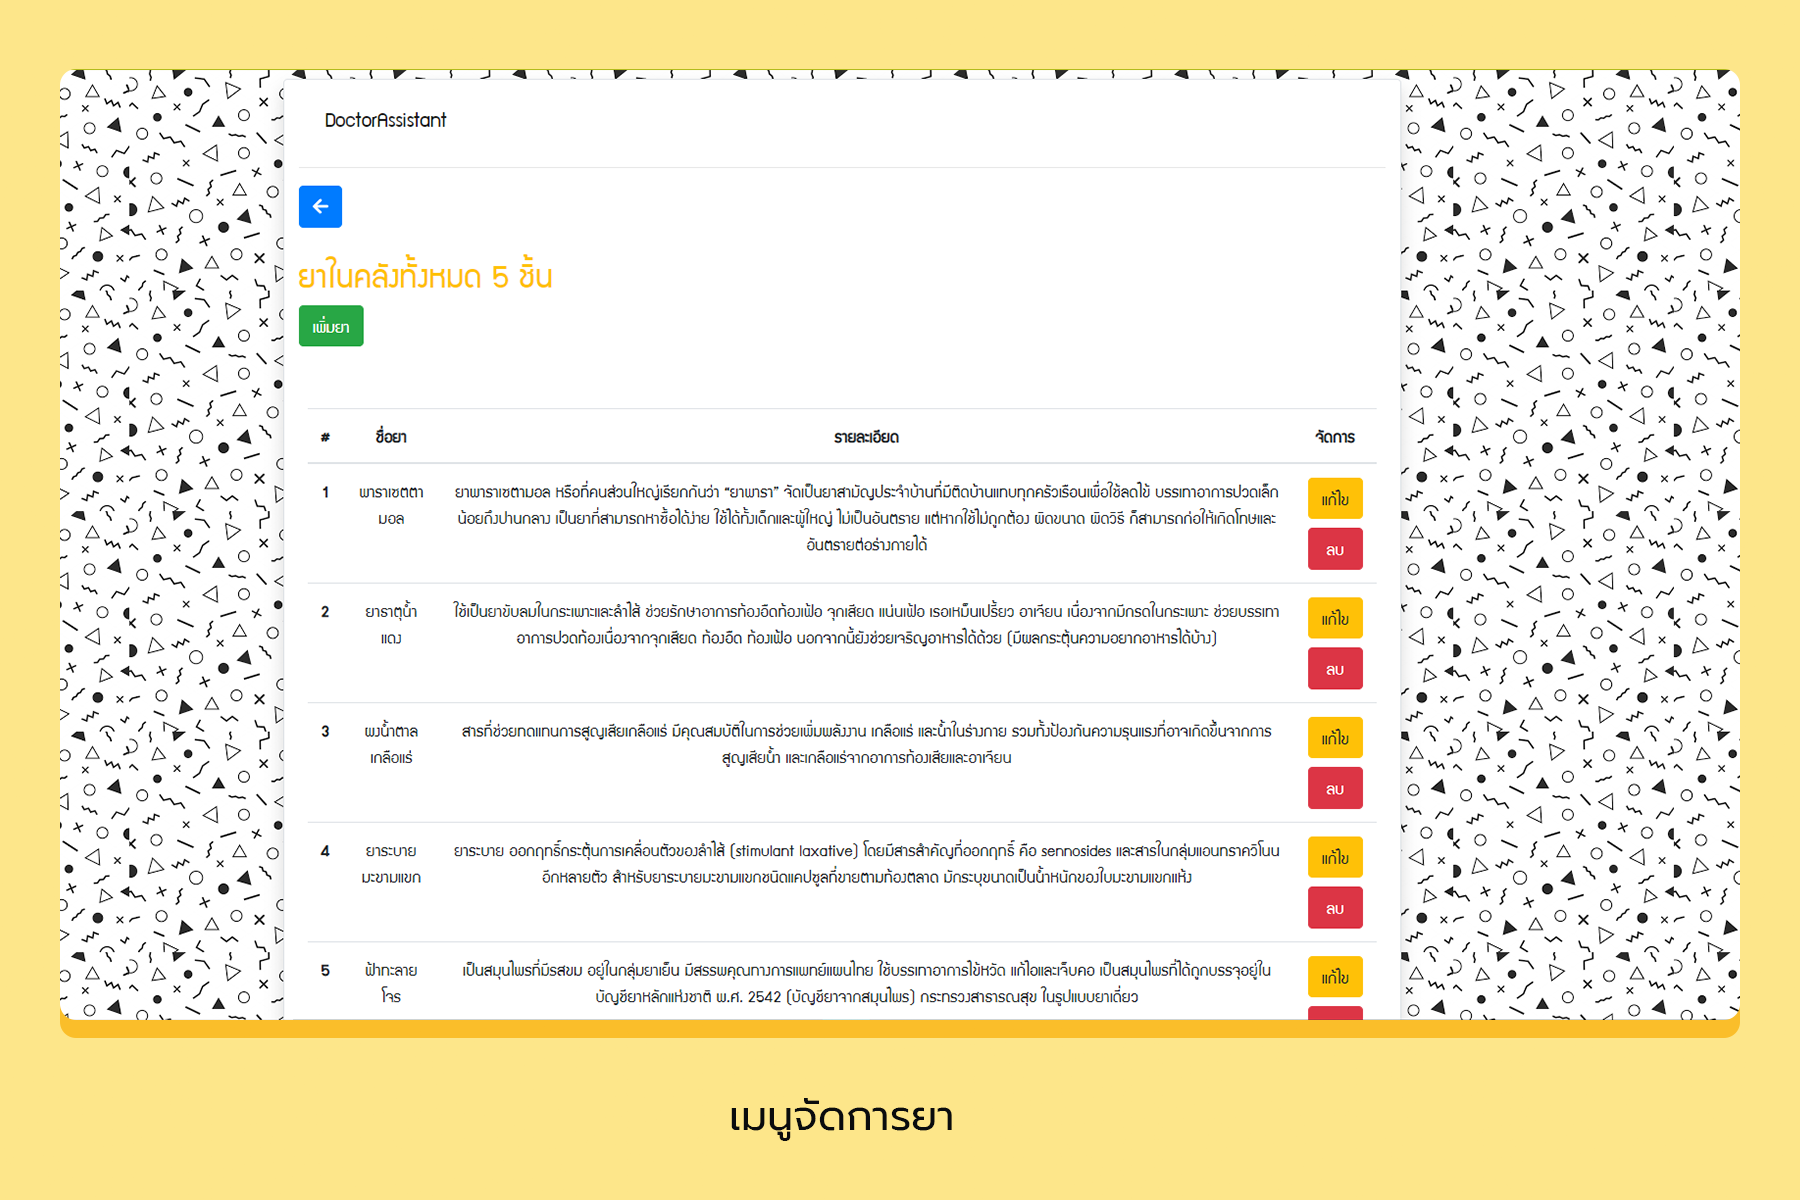 DoctorAssistant
ยาในคลังทั้งหมด 5 ชิ้น
เพิ่มยา
# ชื่อยา รายละเอียด จัดการ
1 พาราเซตตา ยาพาราเซตามอล หรือที่คนส่วนใหญ่เรียกกันว่า “ยาพารา” จัดเป็นยาสามัญประจำบ้านที่มีติดบ้านแทบทุกครัวเรือนเพื่อใช้ลดไข้ บรรเทาอาการปวดเล็ก แก้ไข
มอล น้อยถึงปานกลาง เป็นยาที่สามารถหาซื้อได้ง่าย ใช้ได้ทั้งเด็กและผู้ใหญ่ ไม่เป็นอันตราย แต่หากใช้ไม่ถูกต้อง ผิดขนาด ผิดวิธี ก็สามารถก่อให้เกิดโทษและ
อันตรายต่อร่างกายได้ ลบ
2 ยาธาตุน้ำ ใช้เป็นยาขับลมในกระเพาะและลำไส้ ช่วยรักษาอาการท้องอืดท้องเฟ้อ จุกเสียด แน่นเฟ้อ เรอเหม็นเปรี้ยว อาเจียน เนื่องจากมีกรดในกระเพาะ ช่วยบรรเทา แก้ไข
แดง อาการปวดท้องเนื่องจากจุกเสียด ท้องอืด ท้องเฟ้อ นอกจากนี้ยังช่วยเจริญอาหารได้ด้วย (มีผลกระตุ้นความอยากอาหารได้บ้าง)
ลบ
3 ผงน้ำตาล สารที่ช่วยทดแทนการสูญเสียเกลือแร่ มีคุณสมบัติในการช่วยเพิ่มพลังงาน เกลือแร่ และน้ำในร่างกาย รวมทั้งป้องกันความรุนแรงที่อาจเกิดขึ้นจากการ แก้ไข
เกลือแร่ สูญเสียน้ำ และเกลือแร่จากอาการท้องเสียและอาเจียน
ลบ
4 ยาระบาย ยาระบาย ออกฤทธิ์กระตุ้นการเคลื่อนตัวของลำไส้ (stimulant laxative) โดยมีสารสำคัญที่ออกฤทธิ์ คือ sennosides และสารในกลุ่มแอนทราควิโนน แก้ไข
มะขามแขก อีกหลายตัว สำหรับยาระบายมะขามแขกชนิดแคปซูลที่ขายตามท้องตลาด มักระบุขนาดเป็นน้ำหนักของใบมะขามแขกแห้ง
ลบ
5 ฟ้าทะลาย เป็นสมุนไพรที่มีรสขม อยู่ในกลุ่มยาเย็น มีสรรพคุณทางการแพทย์แผนไทย ใช้บรรเทาอาการไข้หวัด แก้ไอและเจ็บคอ เป็นสมุนไพรที่ได้ถูกบรรจุอยู่ใน แก้ไข
โจร บัญชียาหลักแห่งชาติ พ.ศ. 2542 (บัญชียาจากสมุนไพร) กระทรวงสาธารณสุข ในรูปแบบยาเดี่ยว
เมนูจัดการยา